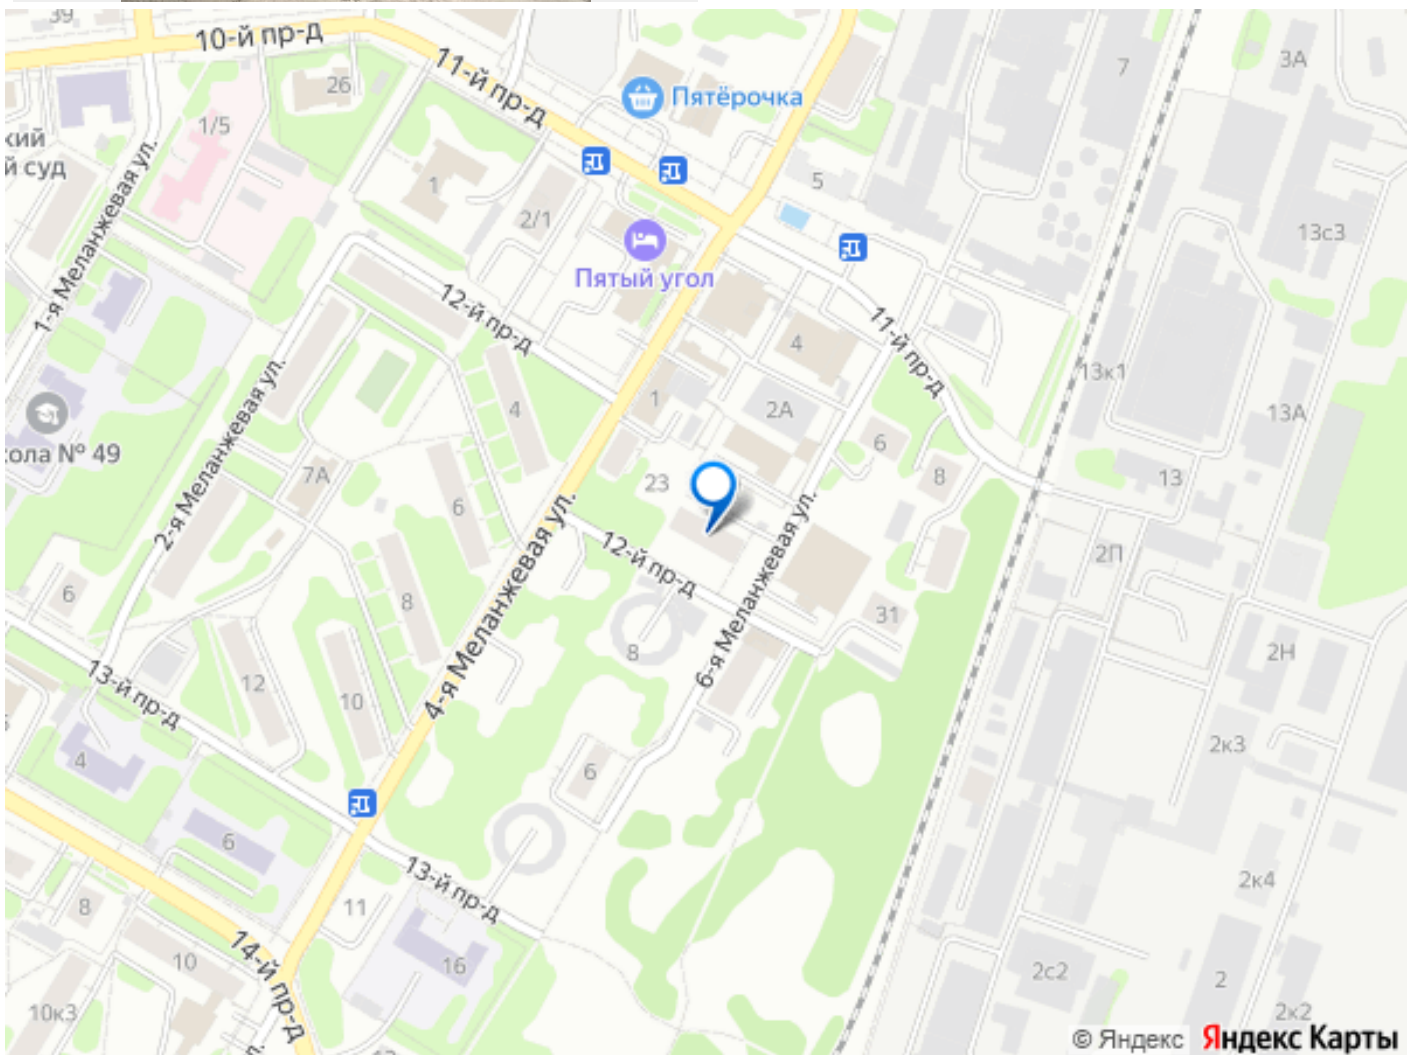 39
10-й пр-д
26
11-й пр-д
Пятёрочка
7
3А
кий
й суд
1/5
1
2/1
5
13с3
1-я Меланжевая ул.
Пятый угол
12-й пр-д
4
11-й пр-д
13к1
1
2А
13А
4
6
8
13
кола № 49
2-я Меланжевая ул.
7А
6
23
4-я Меланжевая ул.
12-й пр-д
6-я Меланжевая ул.
2П
6
8
31
8
2Н
13-й пр-д
12
10
2к3
4
6
6
13-й пр-д
2к4
8
11
14-й пр-д
10
16
2с2
2
10к3
2к2
© Яндекс Яндекс Карты